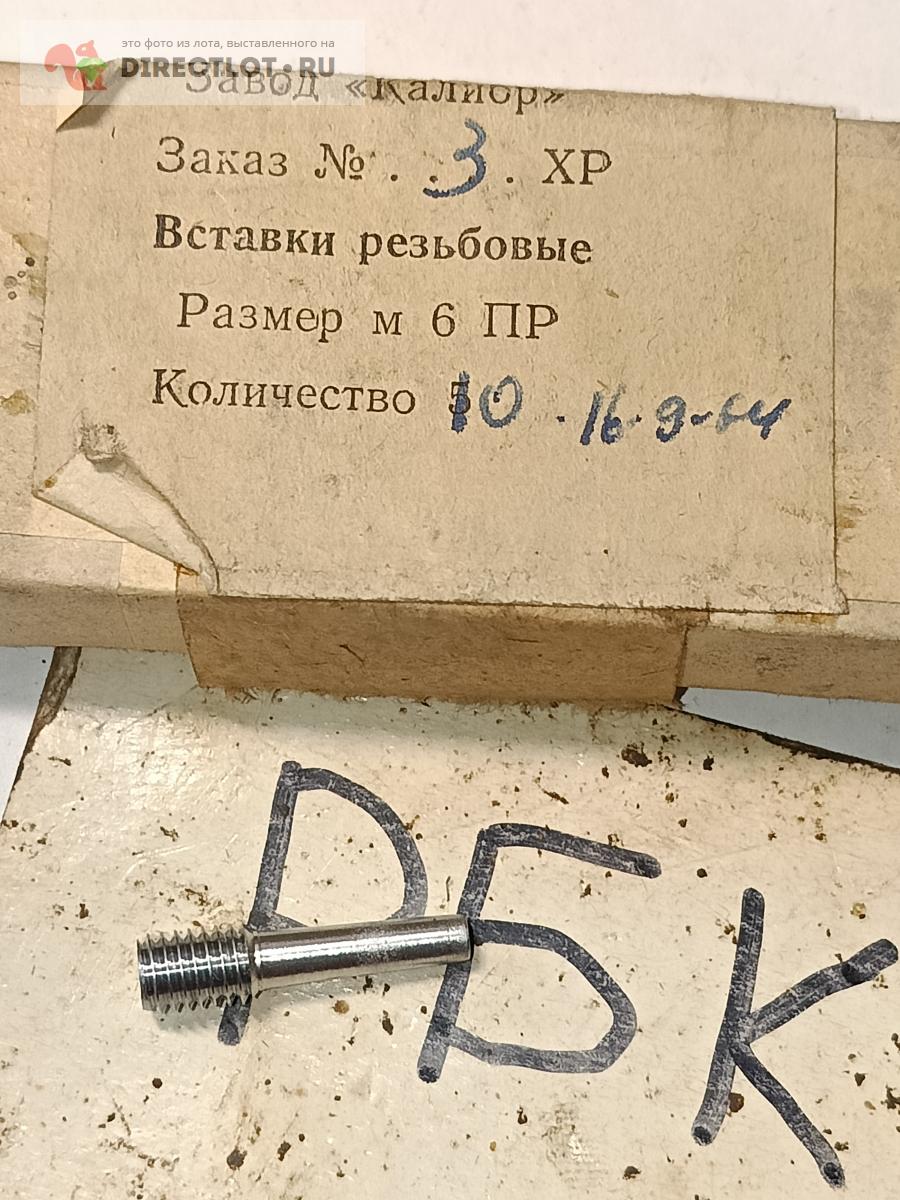 это фото из лота, выставленного на
DIRECTLOT.RU
Завод «Калибр»
Заказ № . 3 . ХР
Вставки резьбовые
Размер м 6 ПР
Количество 10 . 16-9-64
РБК